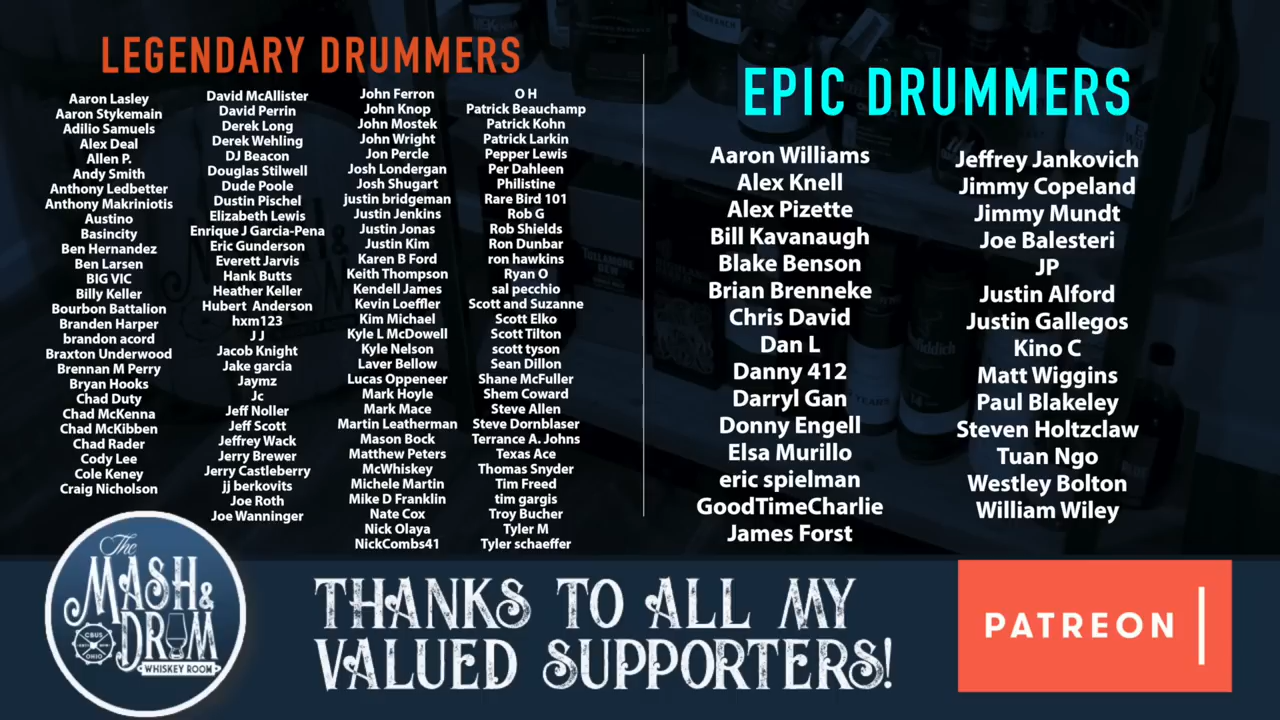 LEGENDARY DRUMMERS
Aaron Lasley
Aaron Stykemain
Adilio Samuels
Alex Deal
Allen P.
Andy Smith
Anthony Ledbetter
Anthony Makriniotis
Austino
Basincity
Ben Hernandez
Ben Larsen
BIG VIC
Billy Keller
Bourbon Battalion
Branden Harper
brandon acord
Braxton Underwood
Brennan M Perry
Bryan Hooks
Chad Duty
Chad McKenna
Chad McKibben
Chad Rader
Cody Lee
Cole Keney
Craig Nicholson
David McAllister
David Perrin
Derek Long
Derek Wehling
DJ Beacon
Douglas Stilwell
Dude Poole
Dustin Pischel
Elizabeth Lewis
Enrique J Garcia-Pena
Eric Gunderson
Everett Jarvis
Hank Butts
Heather Keller
Hubert Anderson
hxm123
J J
Jacob Knight
Jake garcia
Jaymz
Jc
Jeff Noller
Jeff Scott
Jeffrey Wack
Jerry Brewer
Jerry Castleberry
jj berkovits
Joe Roth
Joe Wanninger
John Ferron
John Knop
John Mostek
John Wright
Jon Percle
Josh Londergan
Josh Shugart
justin bridgeman
Justin Jenkins
Justin Jonas
Justin Kim
Karen B Ford
Keith Thompson
Kendell James
Kevin Loeffler
Kim Michael
Kyle L McDowell
Kyle Nelson
Laver Bellow
Lucas Oppeneer
Mark Hoyle
Mark Mace
Martin Leatherman
Mason Bock
Matthew Peters
McWhiskey
Michele Martin
Mike D Franklin
Nate Cox
Nick Olaya
NickCombs41
O H
Patrick Beauchamp
Patrick Kohn
Patrick Larkin
Pepper Lewis
Per Dahleen
Philistine
Rare Bird 101
Rob G
Rob Shields
Ron Dunbar
ron hawkins
Ryan O
sal pecchio
Scott and Suzanne
Scott Elko
Scott Tilton
scott tyson
Sean Dillon
Shane McFuller
Shem Coward
Steve Allen
Steve Dornblaser
Terrance A. Johns
Texas Ace
Thomas Snyder
Tim Freed
tim gargis
Troy Bucher
Tyler M
Tyler schaeffer
EPIC DRUMMERS
Aaron Williams
Alex Knell
Alex Pizette
Bill Kavanaugh
Blake Benson
Brian Brenneke
Chris David
Dan L
Danny 412
Darryl Gan
Donny Engell
Elsa Murillo
eric spielman
GoodTimeCharlie
James Forst
Jeffrey Jankovich
Jimmy Copeland
Jimmy Mundt
Joe Balesteri
JP
Justin Alford
Justin Gallegos
Kino C
Matt Wiggins
Paul Blakeley
Steven Holtzclaw
Tuan Ngo
Westley Bolton
William Wiley
The
MASH &
DRUM
CBUS
OHIO
WHISKEY ROOM
THANKS TO ALL MY
VALUED SUPPORTERS!
PATREON